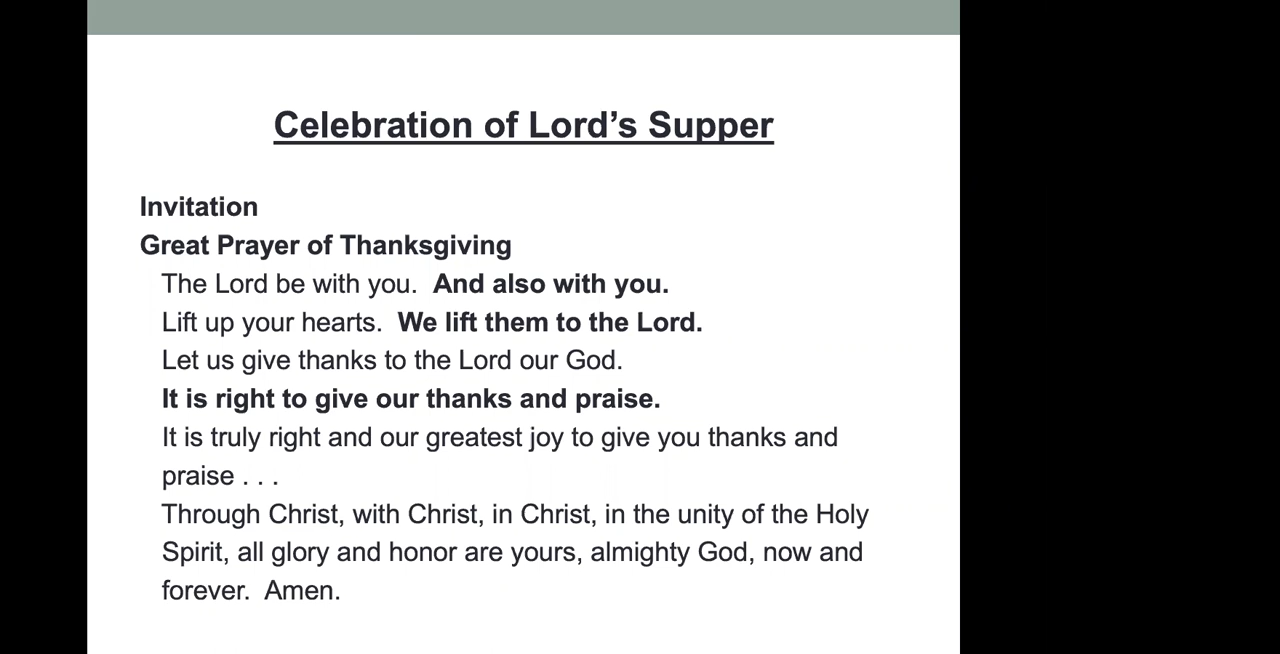 Celebration of Lord’s Supper
Invitation
Great Prayer of Thanksgiving
The Lord be with you.  And also with you.
Lift up your hearts.  We lift them to the Lord.
Let us give thanks to the Lord our God.
It is right to give our thanks and praise.
It is truly right and our greatest joy to give you thanks and
praise . . .
Through Christ, with Christ, in Christ, in the unity of the Holy
Spirit, all glory and honor are yours, almighty God, now and
forever.  Amen.